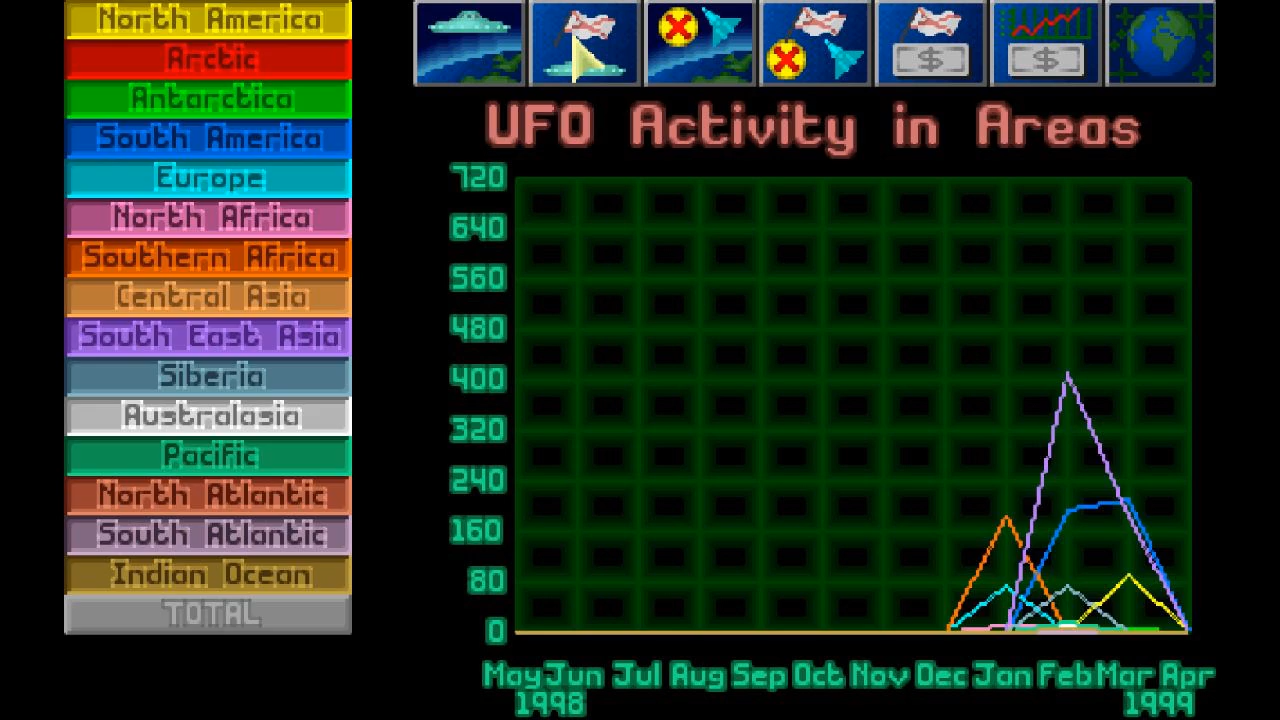 North America
Arctic
Antarctica
South America
Europe
North Africa
Southern Africa
Central Asia
South East Asia
Siberia
Australasia
Pacific
North Atlantic
South Atlantic
Indian Ocean
TOTAL
$ $
UFO Activity in Areas
720
640
560
480
400
320
240
160
80
0
May Jun Jul Aug Sep Oct Nov Dec Jan Feb Mar Apr
1998 1999